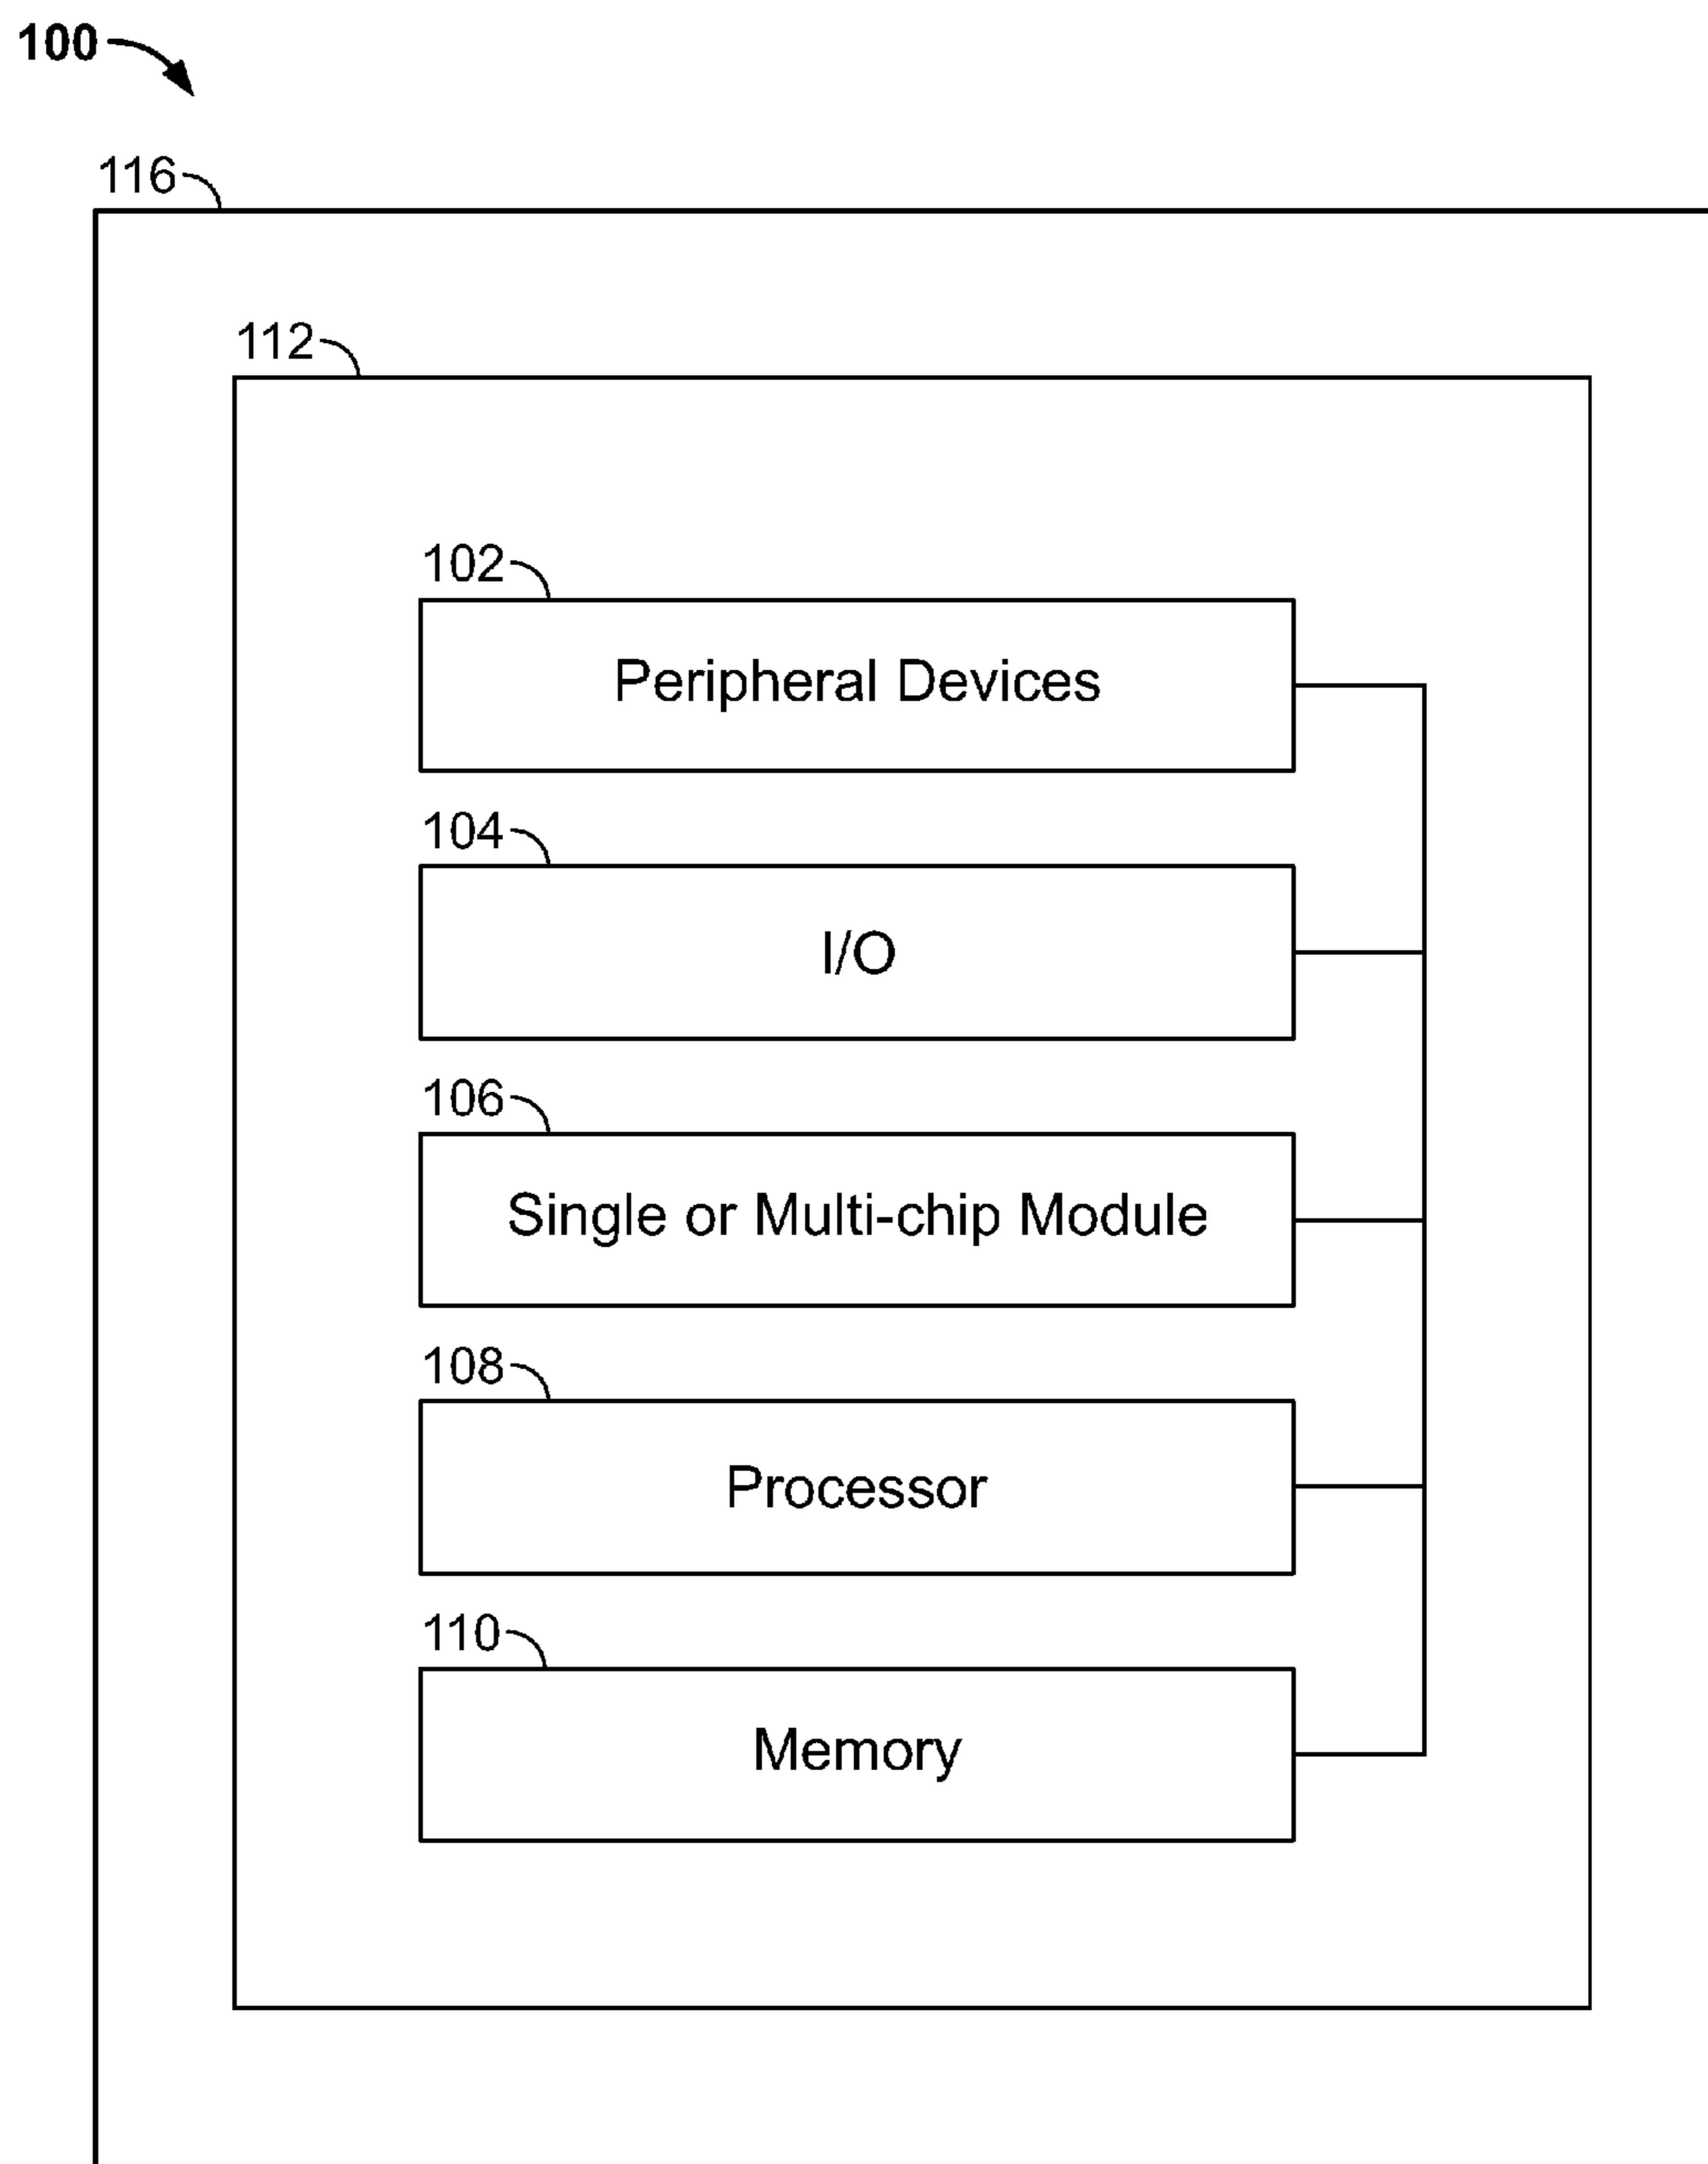 100
116
112
102
Peripheral Devices
104
I/O
106
Single or Multi-chip Module
108
Processor
110
Memory